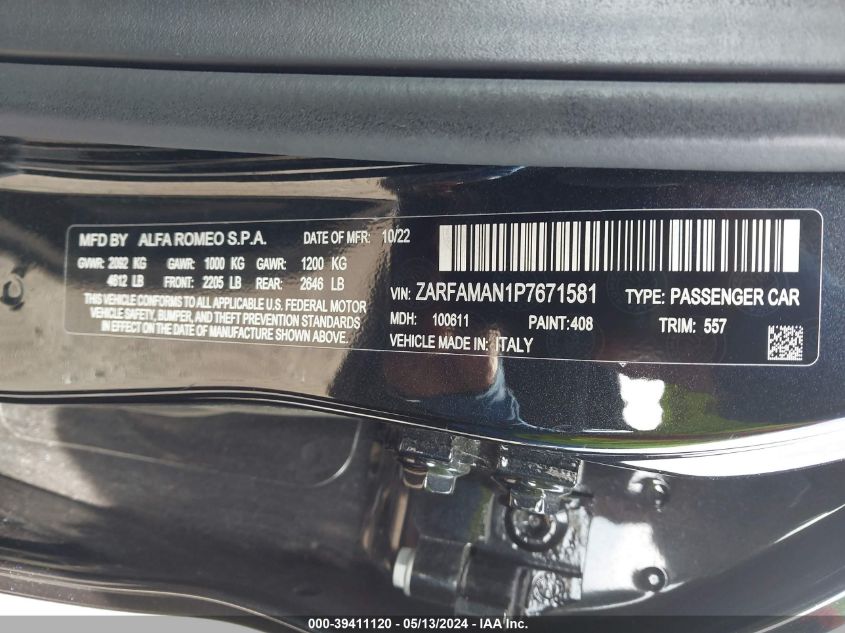 MFD BY ALFA ROMEO S.P.A. DATE OF MFR: 10/22
GVWR: 2092 KG GAWR: 1000 KG GAWR: 1200 KG
4612 LB FRONT: 2205 LB REAR: 2646 LB
THIS VEHICLE CONFORMS TO ALL APPLICABLE U.S. FEDERAL MOTOR
VEHICLE SAFETY, BUMPER, AND THEFT PREVENTION STANDARDS
IN EFFECT ON THE DATE OF MANUFACTURE SHOWN ABOVE.
VIN: ZARFAMAN1P7671581 TYPE: PASSENGER CAR
MDH: 100611 PAINT:408 TRIM: 557
VEHICLE MADE IN: ITALY
000-39411120 - 05/13/2024 - IAA Inc.